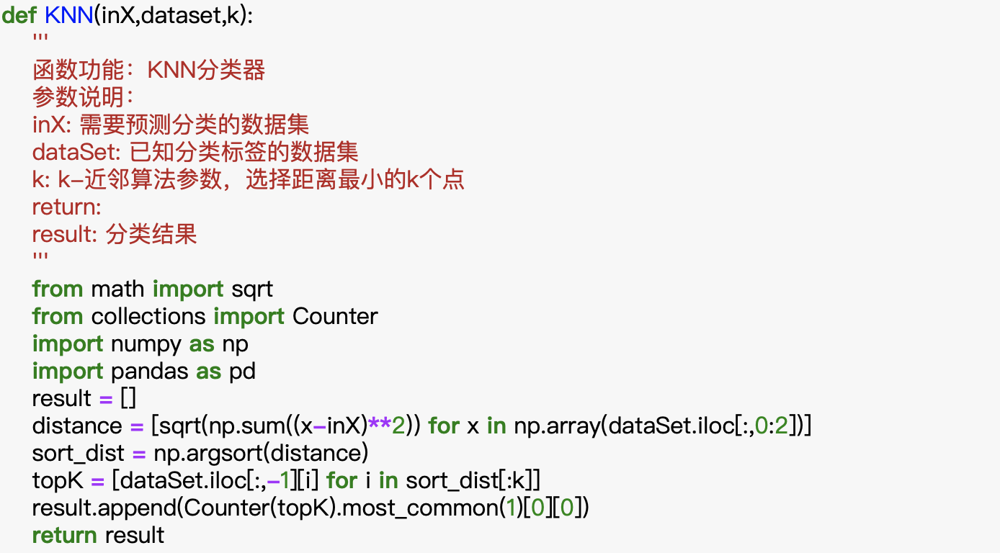 def KNN(inX,dataset,k):
'''
函数功能：KNN分类器
参数说明：
inX: 需要预测分类的数据集
dataSet: 已知分类标签的数据集
k: k-近邻算法参数，选择距离最小的k个点
return:
result: 分类结果
'''
from math import sqrt
from collections import Counter
import numpy as np
import pandas as pd
result = []
distance = [sqrt(np.sum((x-inX)**2)) for x in np.array(dataSet.iloc[:,0:2])]
sort_dist = np.argsort(distance)
topK = [dataSet.iloc[:,-1][i] for i in sort_dist[:k]]
result.append(Counter(topK).most_common(1)[0][0])
return result